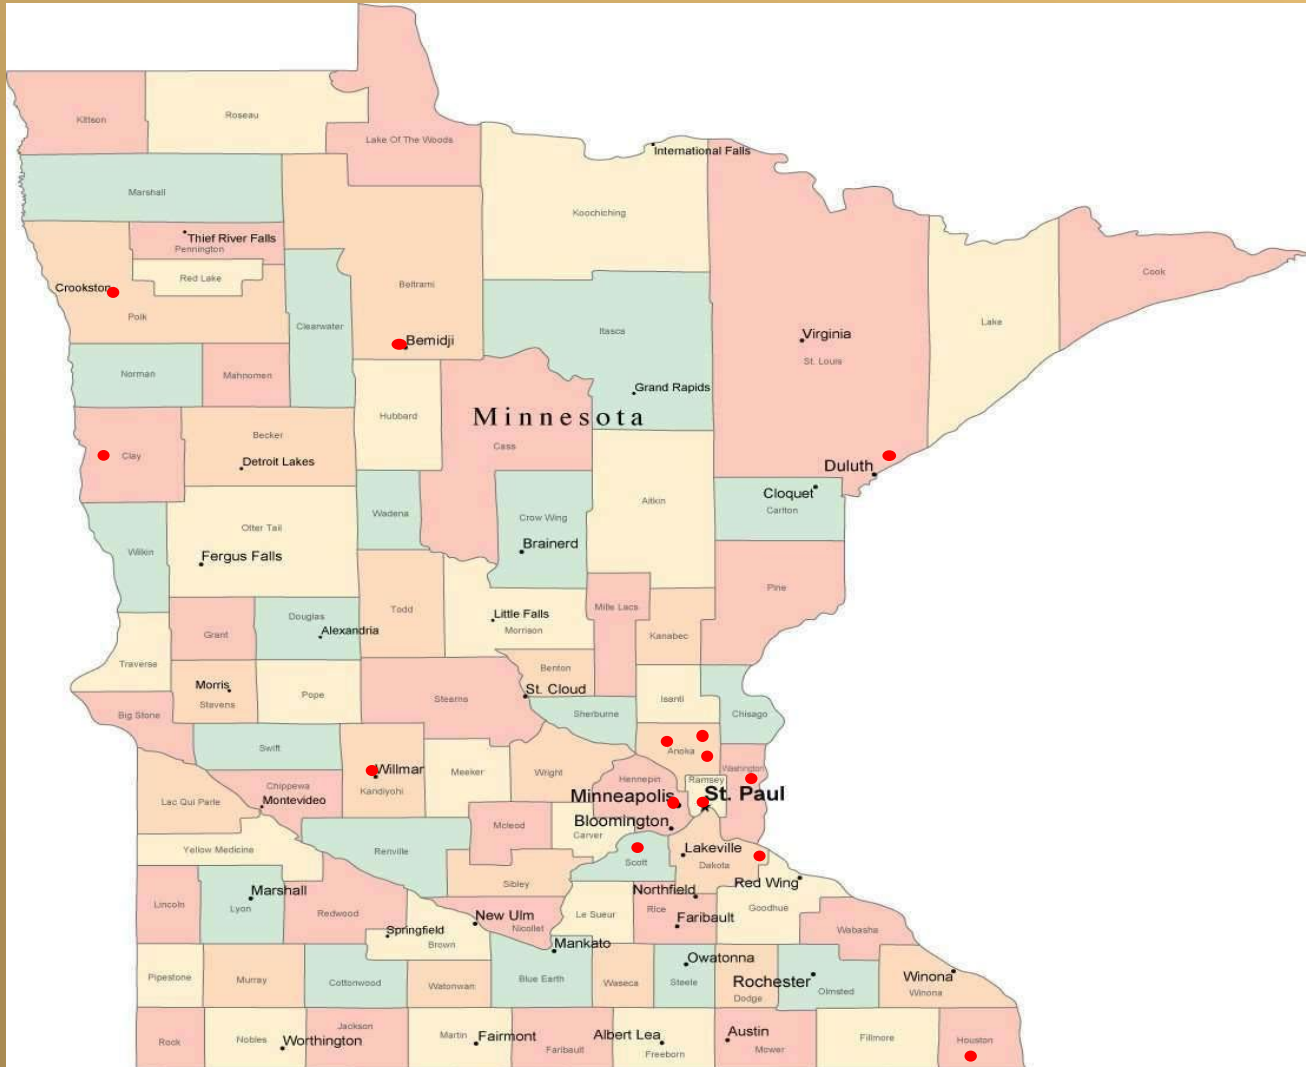 Kittson
Roseau
Lake Of The Woods
International Falls
Marshall
Koochiching
Thief River Falls
Pennington
Red Lake
Cook
Crookston
Polk
Beltrami
Clearwater
Bemidji
Itasca
Lake
Virginia
St. Louis
Norman
Mahnomen
Grand Rapids
Hubbard
Minnesota
Cass
Becker
Clay
Detroit Lakes
Duluth
Cloquet
Carlton
Aitkin
Wadena
Crow Wing
Brainerd
Otter Tail
Fergus Falls
Wilkin
Pine
Todd
Mille Lacs
Little Falls
Morrison
Douglas
Alexandria
Grant
Kanabec
Traverse
Benton
St. Cloud
Morris
Stevens
Pope
Stearns
Isanti
Sherburne
Chisago
Big Stone
Swift
Anoka
Willmar
Kandiyohi
Meeker
Wright
Hennepin
Ramsey
Washington
Chippewa
Montevideo
Lac Qui Parle
Minneapolis
St. Paul
Bloomington
Mcleod
Carver
Yellow Medicine
Renville
Scott
Lakeville
Dakota
Sibley
Red Wing
Northfield
Marshall
Lincoln
Lyon
Redwood
New Ulm
Nicollet
Le Sueur
Rice
Faribault
Goodhue
Wabasha
Springfield
Brown
Mankato
Owatonna
Pipestone
Murray
Cottonwood
Watonwan
Blue Earth
Waseca
Steele
Rochester
Dodge
Olmsted
Winona
Winona
Rock
Nobles
Worthington
Jackson
Martin
Fairmont
Faribault
Albert Lea
Freeborn
Austin
Mower
Fillmore
Houston